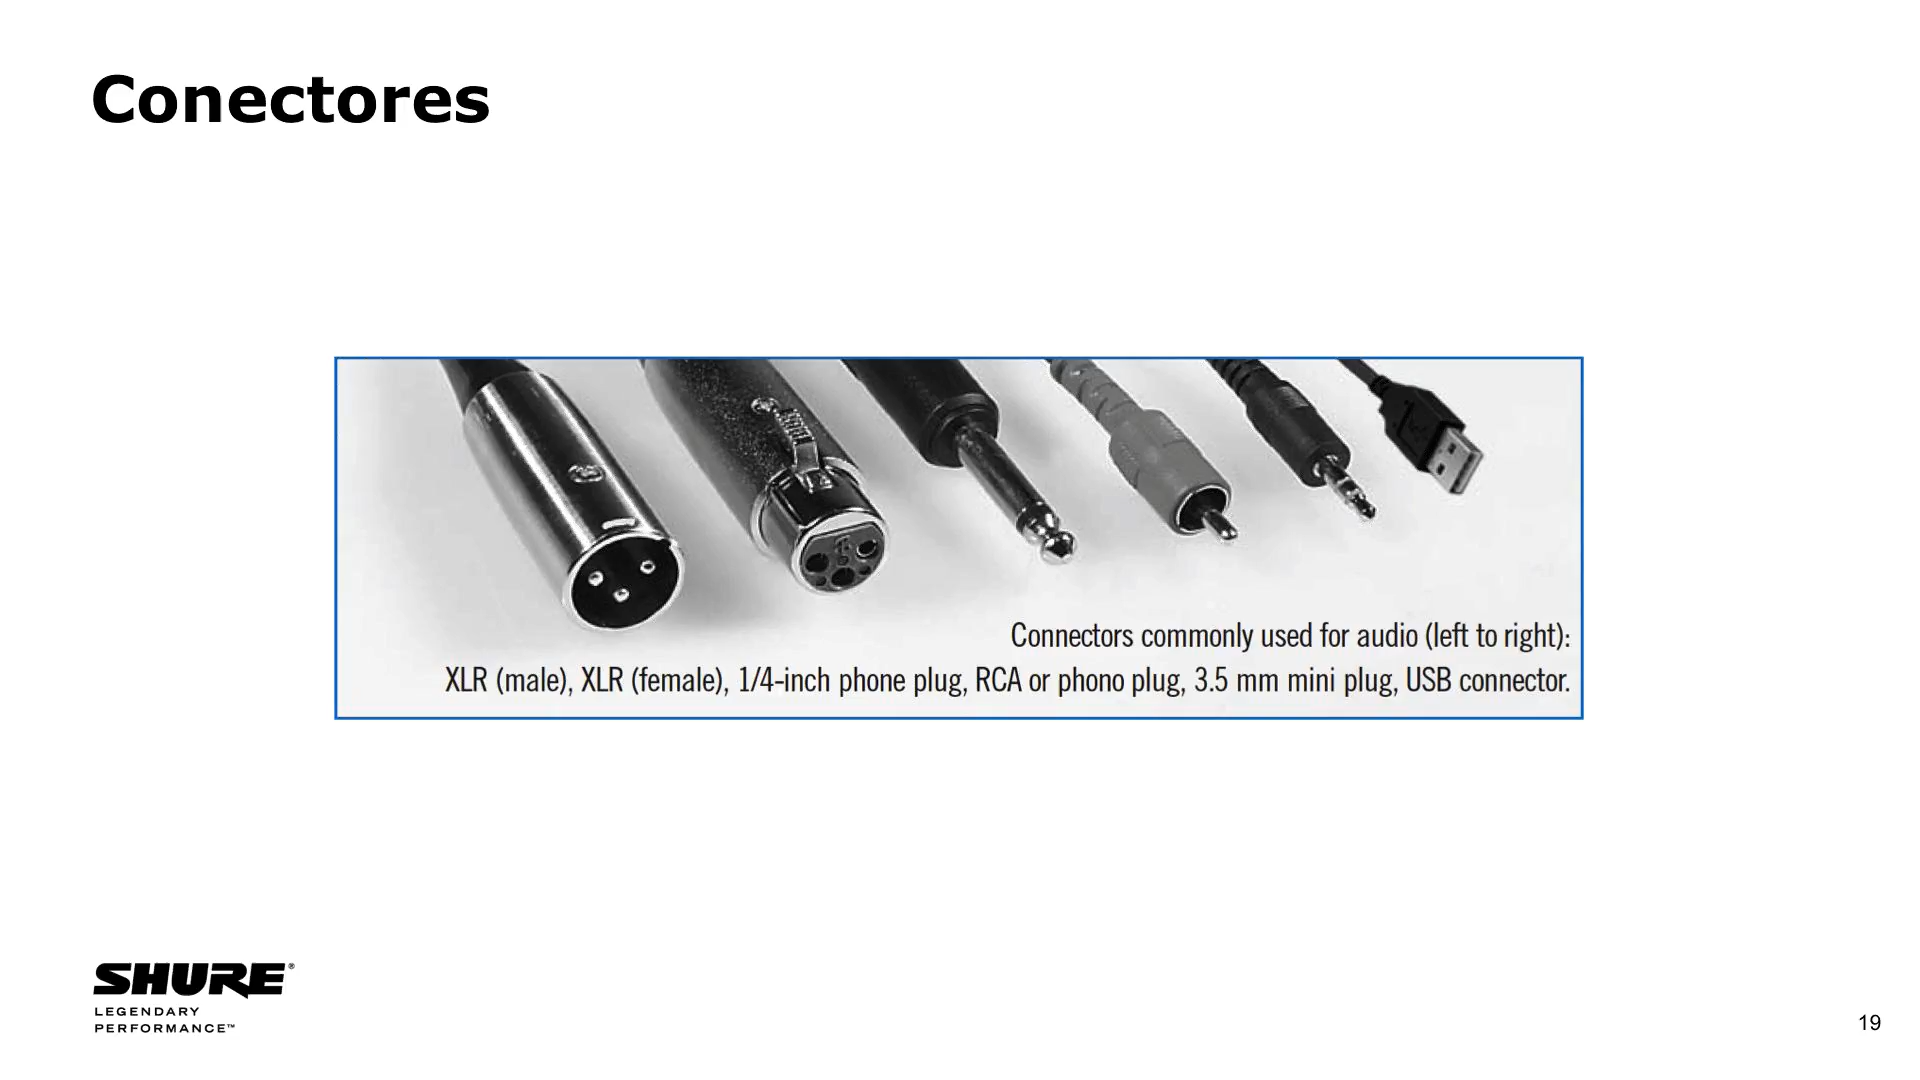 Conectores
Connectors commonly used for audio (left to right):
XLR (male), XLR (female), 1/4-inch phone plug, RCA or phono plug, 3.5 mm mini plug, USB connector.
SHURE®
LEGENDARY
PERFORMANCE™
19